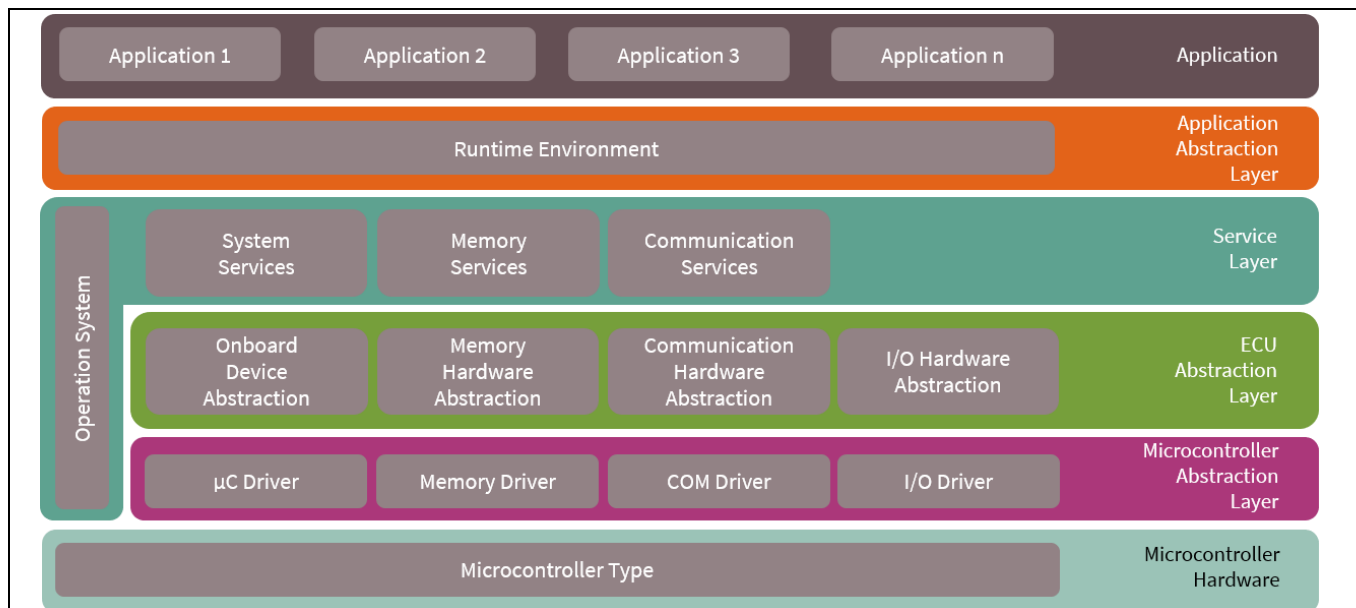 Application 1
Application 2
Application 3
Application n
Application
Runtime Environment
Application
Abstraction
Layer
Operation System
System
Services
Memory
Services
Communication
Services
Service
Layer
Onboard
Device
Abstraction
Memory
Hardware
Abstraction
Communication
Hardware
Abstraction
I/O Hardware
Abstraction
ECU
Abstraction
Layer
µC Driver
Memory Driver
COM Driver
I/O Driver
Microcontroller
Abstraction
Layer
Microcontroller Type
Microcontroller
Hardware